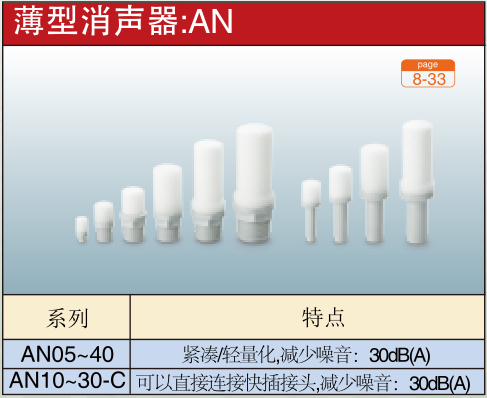 薄型消声器:AN
page
8-33
系列 特点
AN05~40 紧凑/轻量化,减少噪音：30dB(A)
AN10~30-C 可以直接连接快插接头,减少噪音：30dB(A)